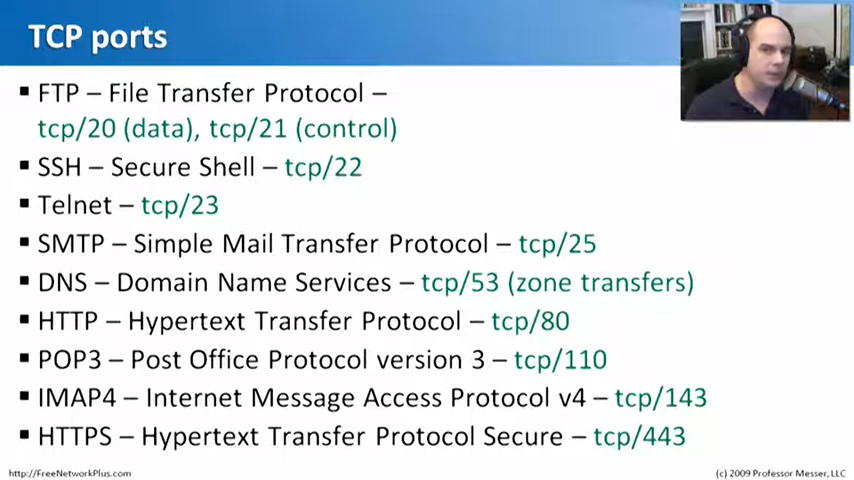 TCP ports
▪ FTP – File Transfer Protocol –
tcp/20 (data), tcp/21 (control)
▪ SSH – Secure Shell – tcp/22
▪ Telnet – tcp/23
▪ SMTP – Simple Mail Transfer Protocol – tcp/25
▪ DNS – Domain Name Services – tcp/53 (zone transfers)
▪ HTTP – Hypertext Transfer Protocol – tcp/80
▪ POP3 – Post Office Protocol version 3 – tcp/110
▪ IMAP4 – Internet Message Access Protocol v4 – tcp/143
▪ HTTPS – Hypertext Transfer Protocol Secure – tcp/443
http://FreeNetworkPlus.com
(c) 2009 Professor Messer, LLC